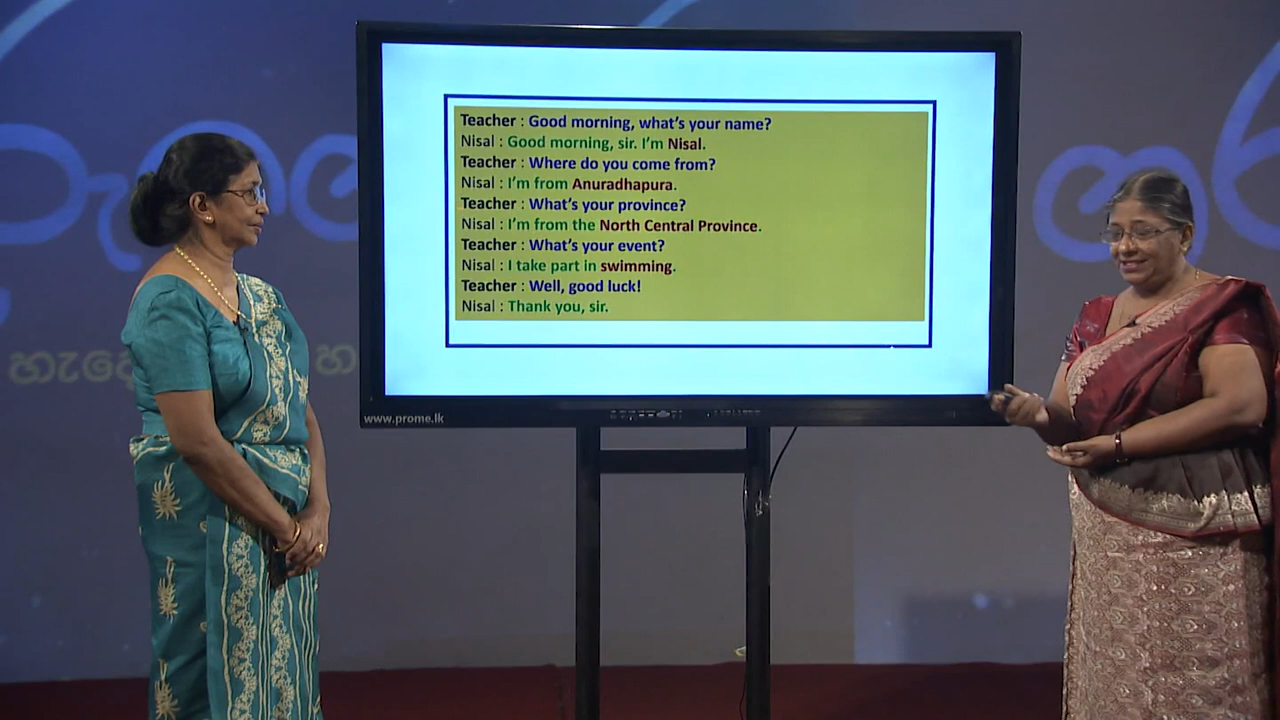 Teacher : Good morning, what's your name?
Nisal : Good morning, sir. I'm Nisal.
Teacher : Where do you come from?
Nisal : I'm from Anuradhapura.
Teacher : What's your province?
Nisal : I'm from the North Central Province.
Teacher : What's your event?
Nisal : I take part in swimming.
Teacher : Well, good luck!
Nisal : Thank you, sir.
www.prome.lk